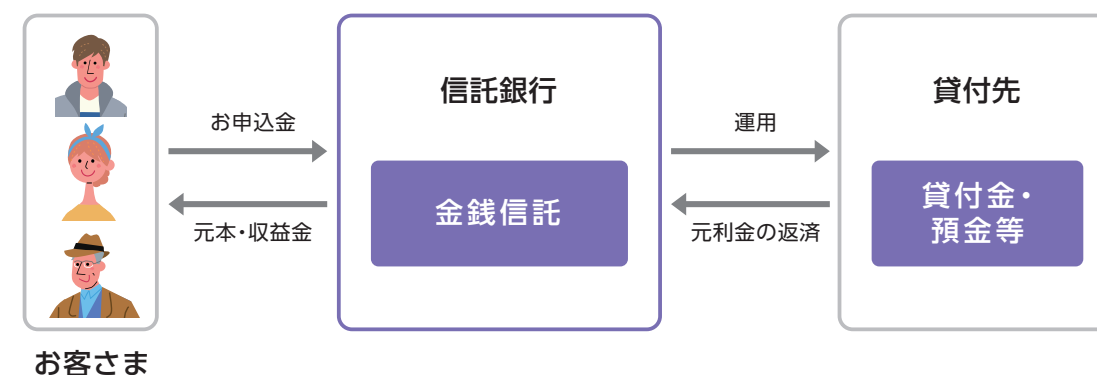 お申込金
元本・収益金
お客さま
信託銀行
金銭信託
運用
元利金の返済
貸付先
貸付金・
預金等